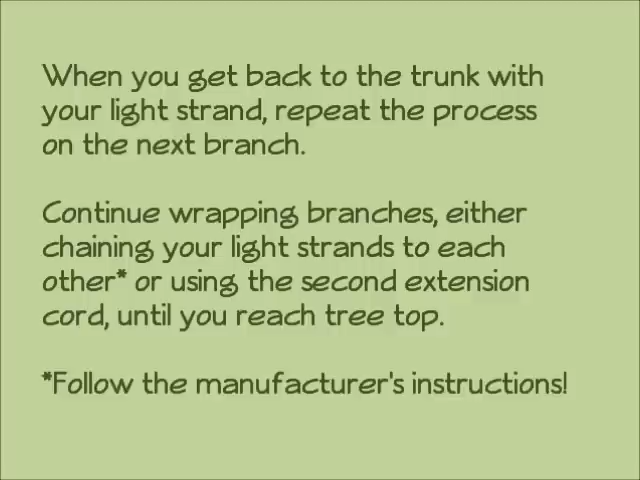 When you get back to the trunk with
your light strand, repeat the process
on the next branch.
Continue wrapping branches, either
chaining your light strands to each
other* or using the second extension
cord, until you reach tree top.
*Follow the manufacturer's instructions!